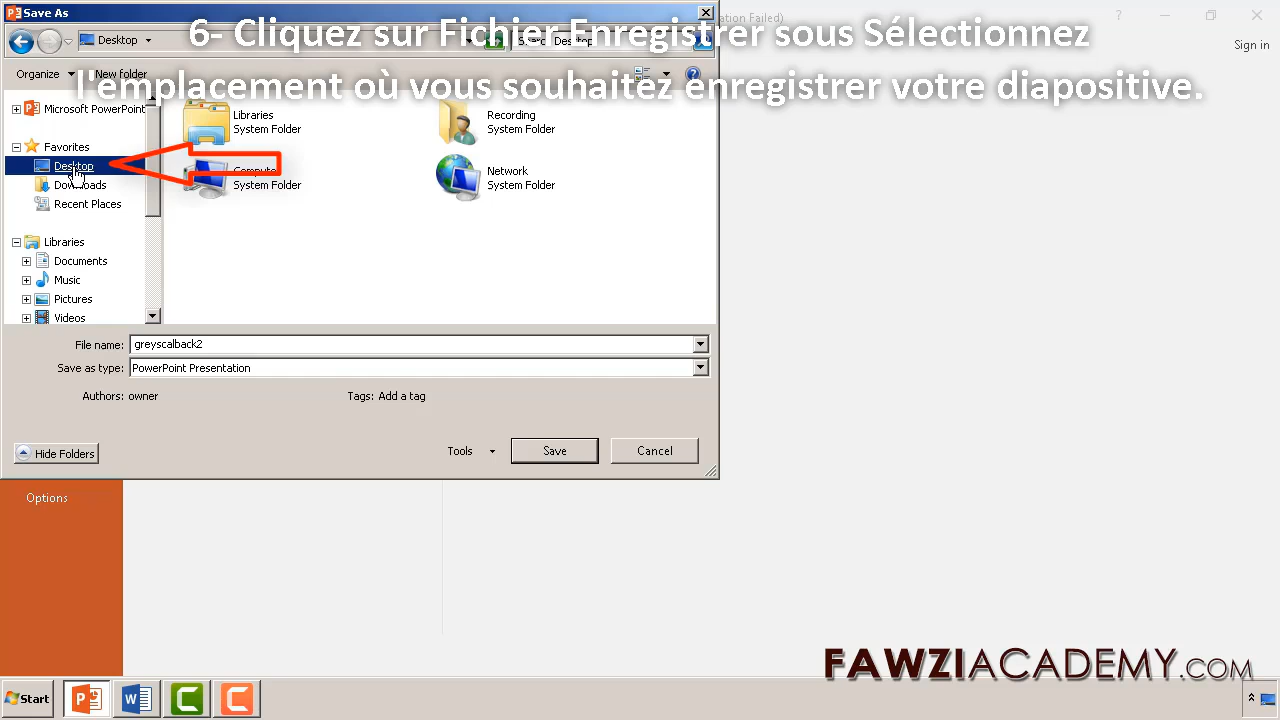 Save As
ation Failed)
6- Cliquez sur Fichier Enregistrer sous Sélectionnez
l'emplacement où vous souhaitez enregistrer votre diapositive.
Sign in
Desktop
Organize
New folder
Microsoft PowerPoint
Favorites
Desktop
Downloads
Recent Places
Libraries
Documents
Music
Pictures
Videos
Libraries
System Folder
Recording
System Folder
Computer
System Folder
Network
System Folder
File name: greyscalback2
Save as type: PowerPoint Presentation
Authors: owner
Tags: Add a tag
Hide Folders
Tools
Save
Cancel
Options
FAWZIACADEMY.COM
Start